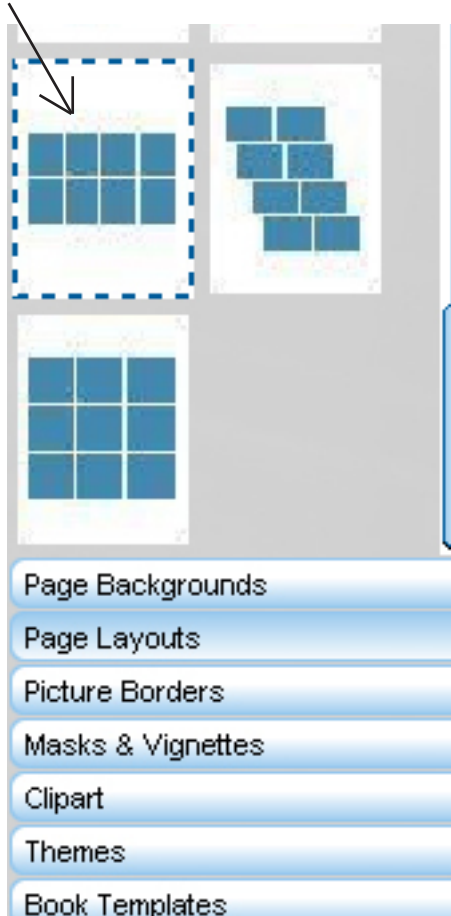 Page Backgrounds
Page Layouts
Picture Borders
Masks & Vignettes
Clipart
Themes
Book Templates